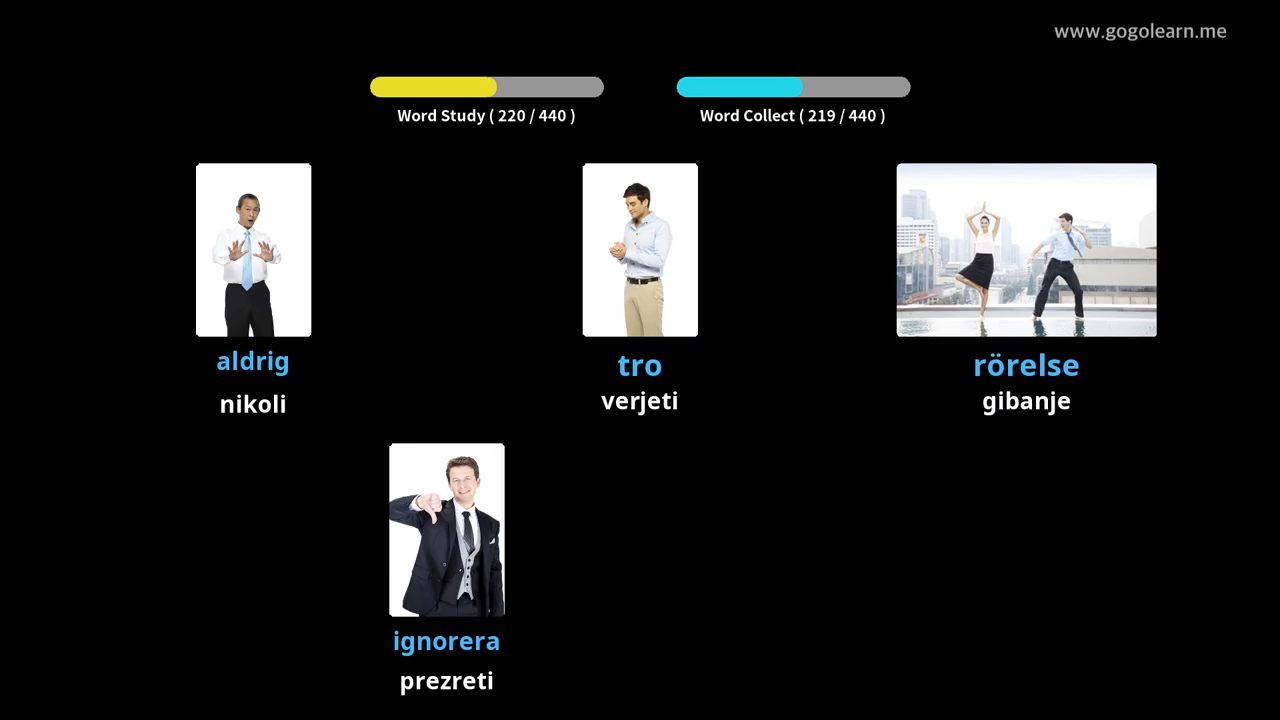 www.gogolearn.me
Word Study ( 220 / 440 )
Word Collect ( 219 / 440 )
aldrig
nikoli
tro
verjeti
rörelse
gibanje
ignorera
prezreti